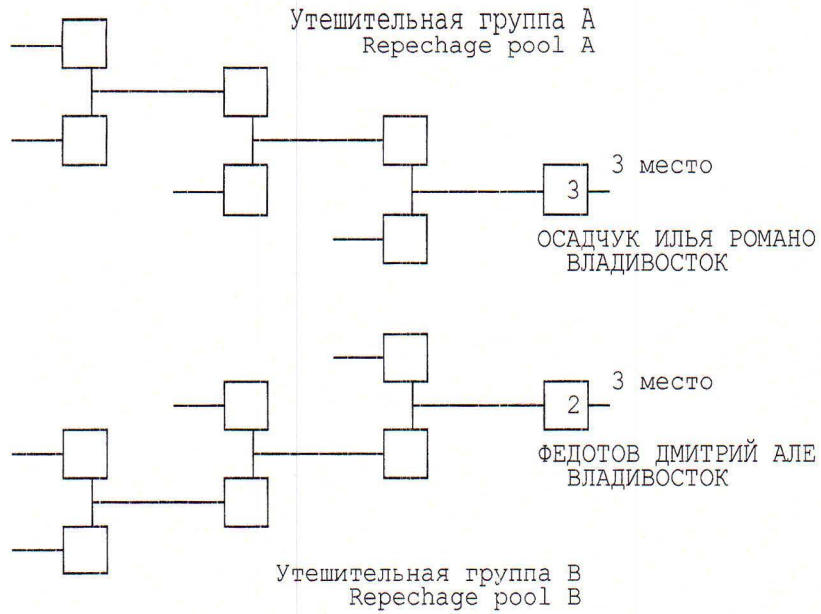 Утешительная группа А
Repechage pool A
3 место
3
ОСАДЧУК ИЛЬЯ РОМАНО
ВЛАДИВОСТОК
3 место
2
ФЕДОТОВ ДМИТРИЙ АЛЕ
ВЛАДИВОСТОК
Утешительная группа В
Repechage pool B